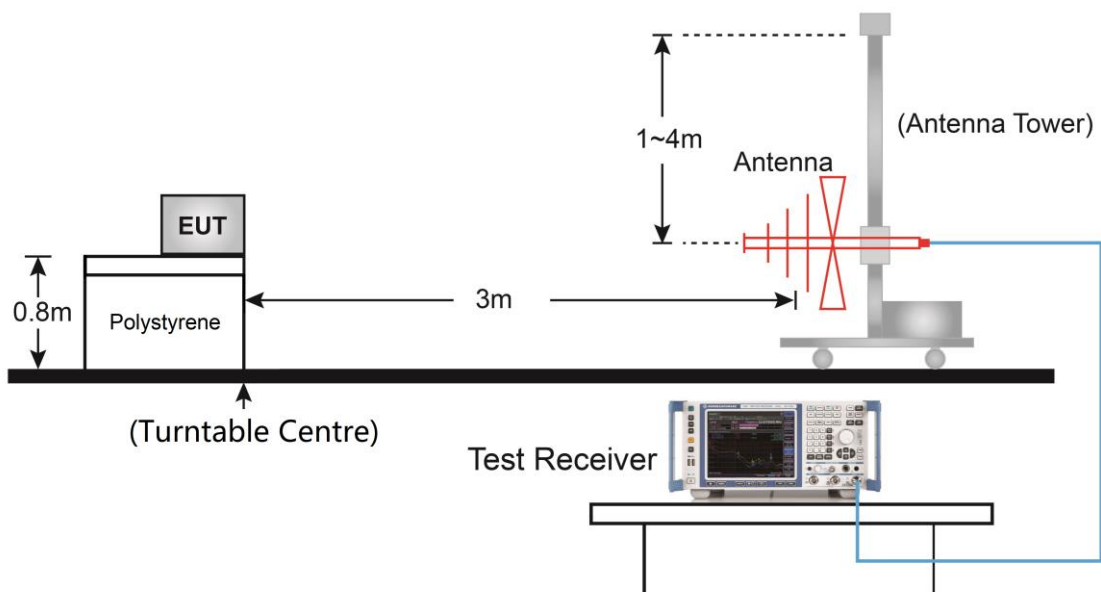 1~4m
(Antenna Tower)
Antenna
EUT
0.8m
Polystyrene
3m
(Turntable Centre)
Test Receiver